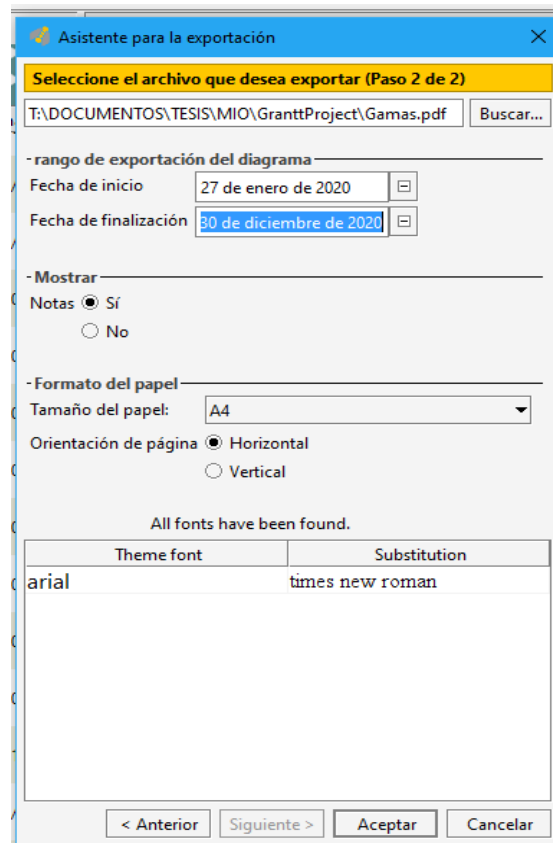 Asistente para la exportación
Seleccione el archivo que desea exportar (Paso 2 de 2)
T:\DOCUMENTOS\TESIS\MIO\GranttProject\Gamas.pdf Buscar...
rango de exportación del diagrama
Fecha de inicio 27 de enero de 2020
Fecha de finalización 30 de diciembre de 2020
Mostrar
Notas Sí
No
Formato del papel
Tamaño del papel: A4
Orientación de página Horizontal
Vertical
All fonts have been found.
Theme font Substitution
arial times new roman
< Anterior Siguiente > Aceptar Cancelar